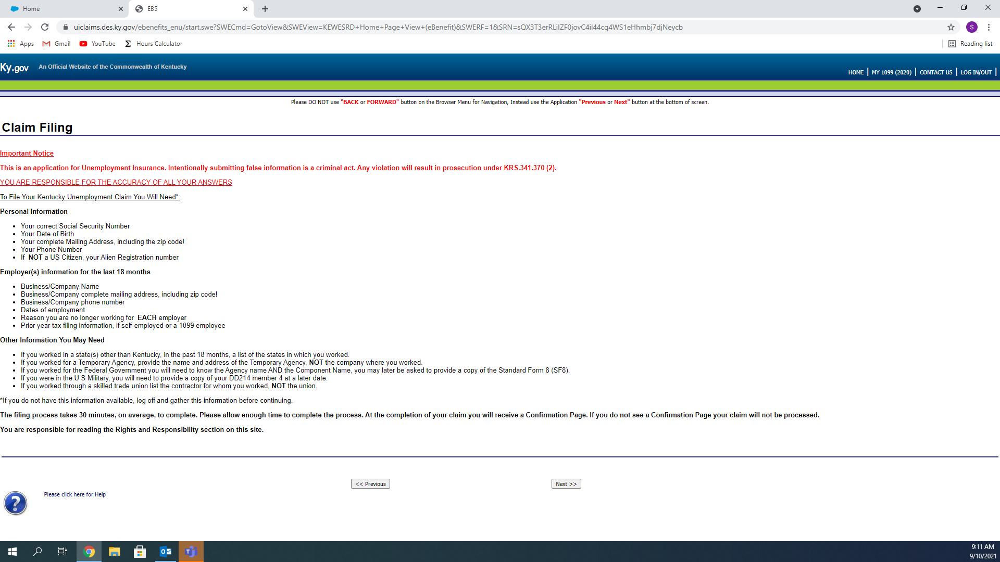 Home
EB5
uiclaims.des.ky.gov/ebenefits_enu/start.swe?SWECmd=GotoView&SWEView=KEWESRD+Home+Page+View+(eBenefit)&SWERF=1&SRN=sQX3T3erRLiIZF0jovC4il44cq4WS1eHhmbj7djNeycb
S
Apps Gmail YouTube Hours Calculator Reading list
Ky.gov An Official Website of the Commonwealth of Kentucky
HOME | MY 1099 (2020) | CONTACT US | LOG IN/OUT |
Please DO NOT use "BACK or FORWARD" button on the Browser Menu for Navigation, Instead use the Application "Previous or Next" button at the bottom of screen.
Claim Filing
Important Notice
This is an application for Unemployment Insurance. Intentionally submitting false information is a criminal act. Any violation will result in prosecution under KRS.341.370 (2).
YOU ARE RESPONSIBLE FOR THE ACCURACY OF ALL YOUR ANSWERS
To File Your Kentucky Unemployment Claim You Will Need*:
Personal Information
• Your correct Social Security Number
• Your Date of Birth
• Your complete Mailing Address, including the zip code!
• Your Phone Number
• If NOT a US Citizen, your Alien Registration number
Employer(s) information for the last 18 months
• Business/Company Name
• Business/Company complete mailing address, including zip code!
• Business/Company phone number
• Dates of employment
• Reason you are no longer working for EACH employer
• Prior year tax filing information, if self-employed or a 1099 employee
Other Information You May Need
• If you worked in a state(s) other than Kentucky, in the past 18 months, a list of the states in which you worked.
• If you worked for a Temporary Agency, provide the name and address of the Temporary Agency, NOT the company where you worked.
• If you worked for the Federal Government you will need to know the Agency name AND the Component Name, you may later be asked to provide a copy of the Standard Form 8 (SF8).
• If you were in the U S Military, you will need to provide a copy of your DD214 member 4 at a later date.
• If you worked through a skilled trade union list the contractor for whom you worked, NOT the union.
*If you do not have this information available, log off and gather this information before continuing.
The filing process takes 30 minutes, on average, to complete. Please allow enough time to complete the process. At the completion of your claim you will receive a Confirmation Page. If you do not see a Confirmation Page your claim will not be processed.
You are responsible for reading the Rights and Responsibility section on this site.
<< Previous Next >>
? Please click here for Help
9:11 AM
9/10/2021